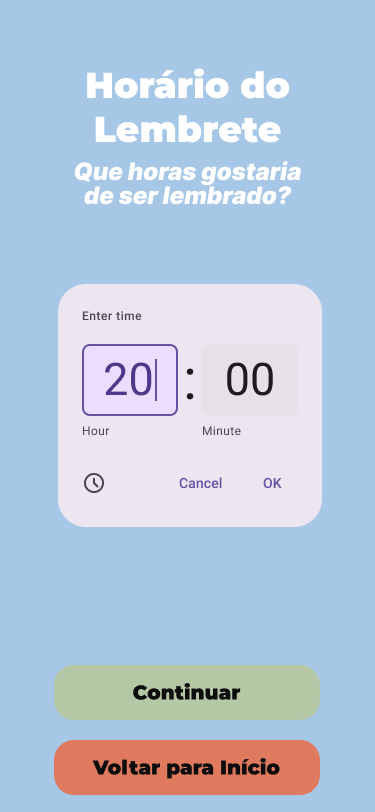 Horário do
Lembrete
Que horas gostaria
de ser lembrado?
Enter time
20 : 00
Hour Minute
Cancel OK
Continuar
Voltar para Início